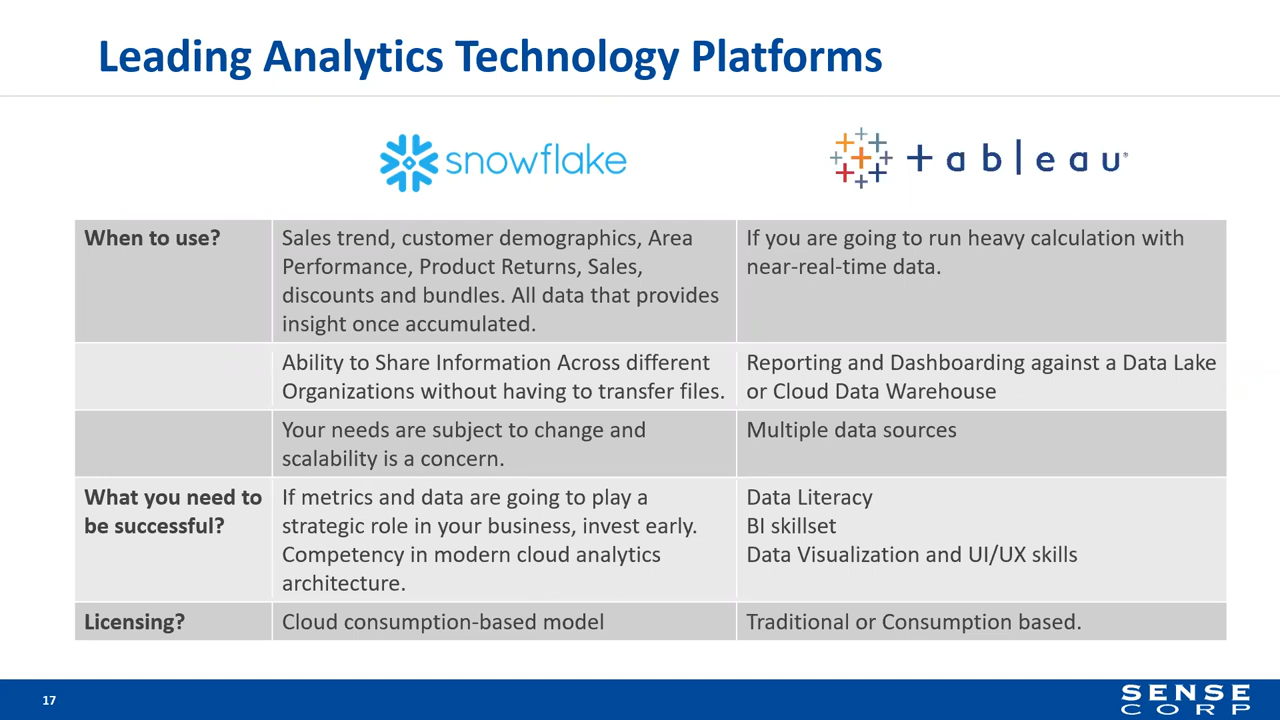 Leading Analytics Technology Platforms
snowflake
+ableau®
When to use?
Sales trend, customer demographics, Area
Performance, Product Returns, Sales,
discounts and bundles. All data that provides
insight once accumulated.
If you are going to run heavy calculation with
near-real-time data.
Ability to Share Information Across different
Organizations without having to transfer files.
Reporting and Dashboarding against a Data Lake
or Cloud Data Warehouse
Your needs are subject to change and
scalability is a concern.
Multiple data sources
What you need to
be successful?
If metrics and data are going to play a
strategic role in your business, invest early.
Competency in modern cloud analytics
architecture.
Data Literacy
BI skillset
Data Visualization and UI/UX skills
Licensing?
Cloud consumption-based model
Traditional or Consumption based.
17
SENSE
CORP